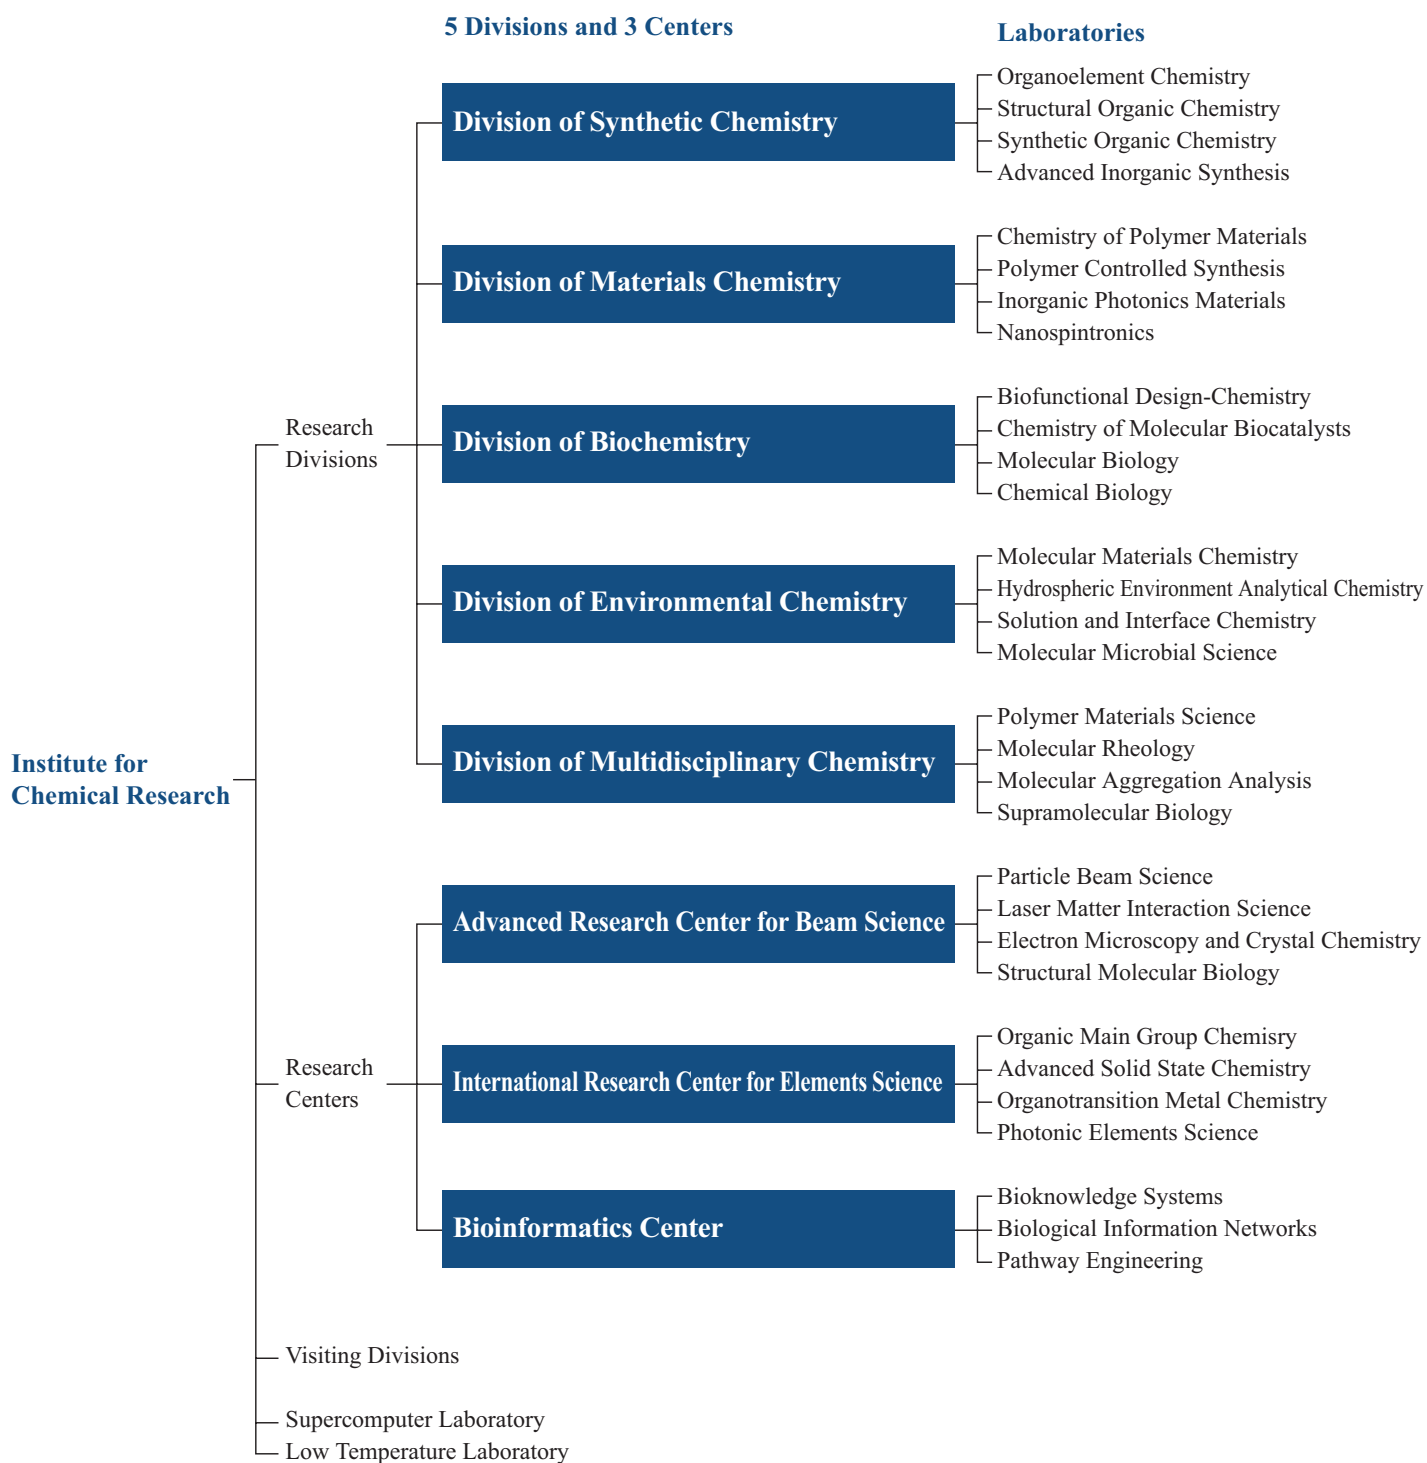 5 Divisions and 3 Centers
Laboratories
Institute for
Chemical Research
Research
Divisions
Division of Synthetic Chemistry
Organoelement Chemistry
Structural Organic Chemistry
Synthetic Organic Chemistry
Advanced Inorganic Synthesis
Division of Materials Chemistry
Chemistry of Polymer Materials
Polymer Controlled Synthesis
Inorganic Photonics Materials
Nanospintronics
Division of Biochemistry
Biofunctional Design-Chemistry
Chemistry of Molecular Biocatalysts
Molecular Biology
Chemical Biology
Division of Environmental Chemistry
Molecular Materials Chemistry
Hydrospheric Environment Analytical Chemistry
Solution and Interface Chemistry
Molecular Microbial Science
Division of Multidisciplinary Chemistry
Polymer Materials Science
Molecular Rheology
Molecular Aggregation Analysis
Supramolecular Biology
Research
Centers
Advanced Research Center for Beam Science
Particle Beam Science
Laser Matter Interaction Science
Electron Microscopy and Crystal Chemistry
Structural Molecular Biology
International Research Center for Elements Science
Organic Main Group Chemisry
Advanced Solid State Chemistry
Organotransition Metal Chemistry
Photonic Elements Science
Bioinformatics Center
Bioknowledge Systems
Biological Information Networks
Pathway Engineering
Visiting Divisions
Supercomputer Laboratory
Low Temperature Laboratory